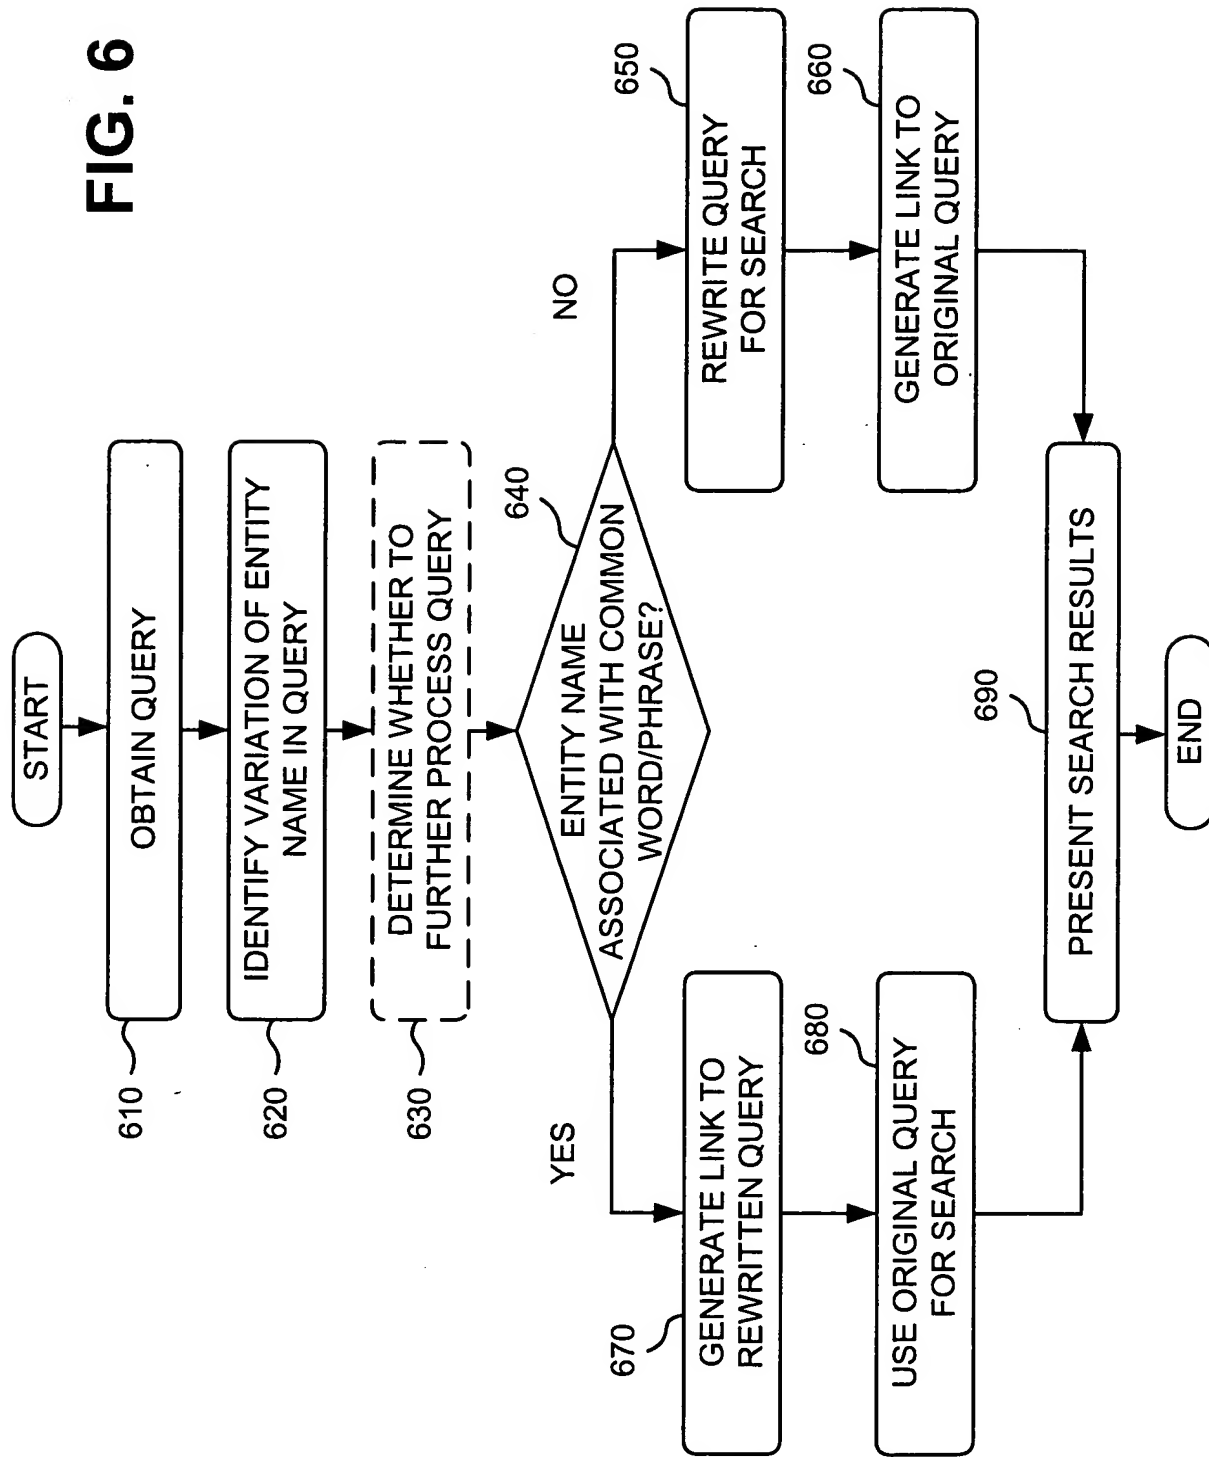 FIG. 6
START
OBTAIN QUERY
610
IDENTIFY VARIATION OF ENTITY
NAME IN QUERY
620
DETERMINE WHETHER TO
FURTHER PROCESS QUERY
630
640
ENTITY NAME
ASSOCIATED WITH COMMON
WORD/PHRASE?
YES
NO
670
GENERATE LINK TO
REWRITTEN QUERY
680
USE ORIGINAL QUERY
FOR SEARCH
650
REWRITE QUERY
FOR SEARCH
660
GENERATE LINK TO
ORIGINAL QUERY
690
PRESENT SEARCH RESULTS
END